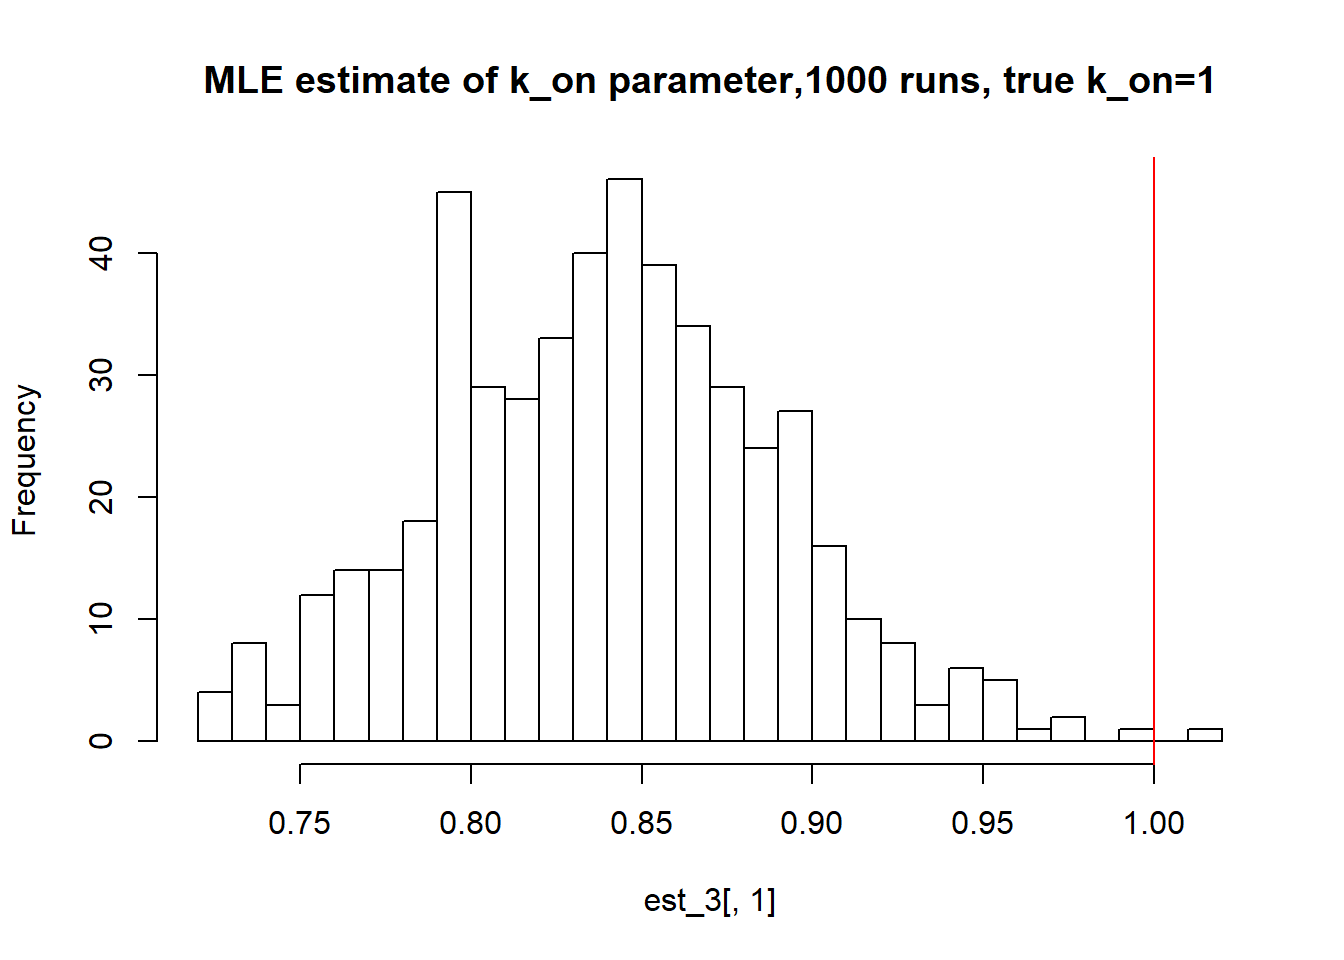 MLE estimate of k_on parameter,1000 runs, true k_on=1
Frequency
40
30
20
10
0
0.75 0.80 0.85 0.90 0.95 1.00
est_3[, 1]